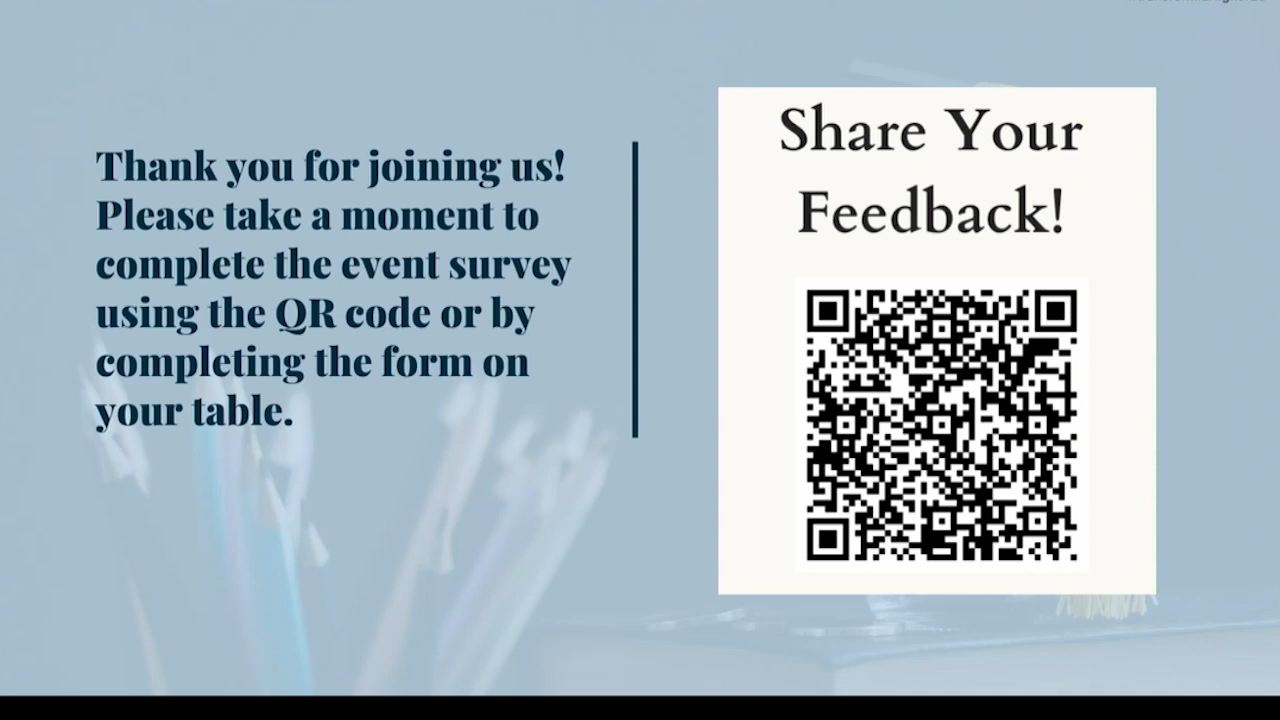 Thank you for joining us!
Please take a moment to
complete the event survey
using the QR code or by
completing the form on
your table.
Share Your
Feedback!